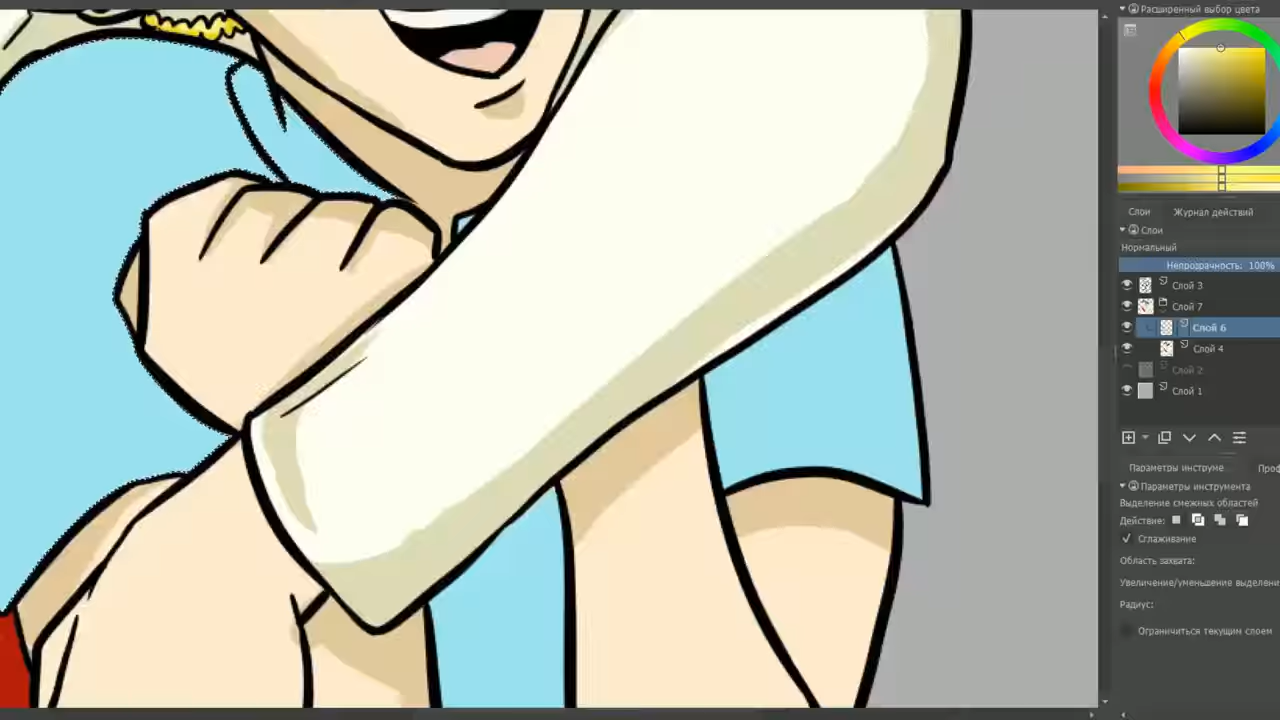 Расширенный выбор цвета
Слои Журнал действий
Слои
Нормальный
Непрозрачность: 100%
Слой 3
Слой 7
Слой 6
Слой 4
Слой 2
Слой 1
Параметры инструме Проф
Параметры инструмента
Выделение смежных областей
Действие:
Сглаживание
Область захвата:
Увеличение/уменьшение выделени
Радиус:
Ограничиться текущим слоем